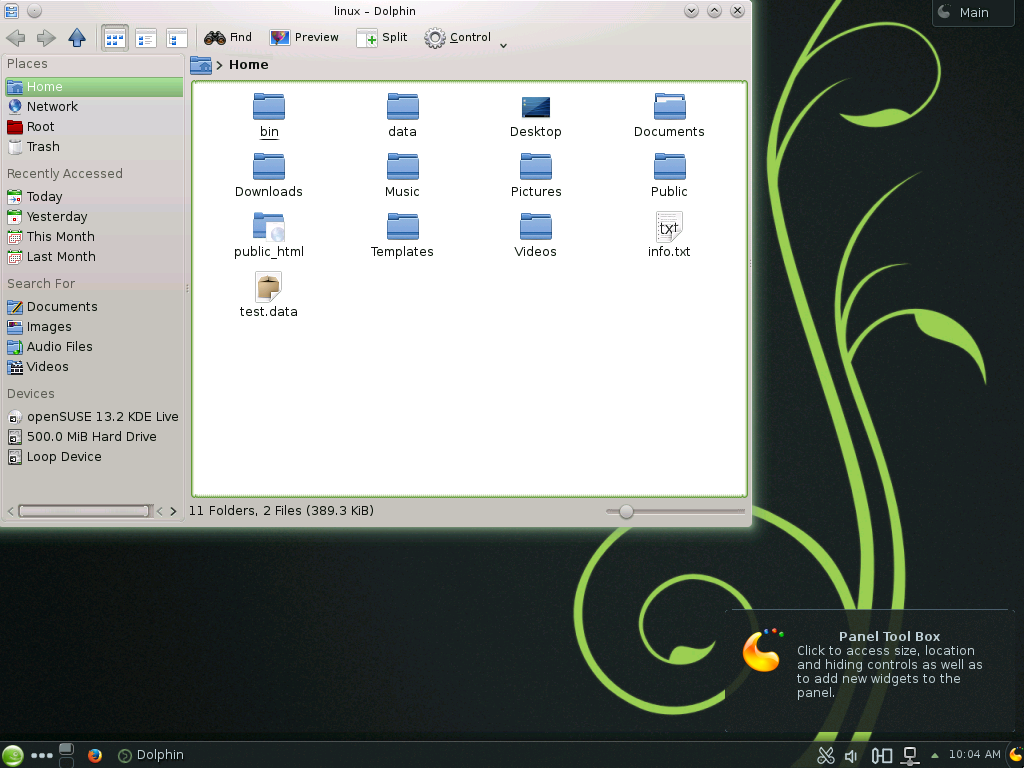 linux – Dolphin
Main
Find
Preview
Split
Control
Places
Home
Home
Network
Root
Trash
Recently Accessed
Today
Yesterday
This Month
Last Month
Search For
Documents
Images
Audio Files
Videos
Devices
openSUSE 13.2 KDE Live
500.0 MiB Hard Drive
Loop Device
bin
data
Desktop
Documents
Downloads
Music
Pictures
Public
public_html
Templates
Videos
txt
info.txt
test.data
11 Folders, 2 Files (389.3 KiB)
Panel Tool Box
Click to access size, location
and hiding controls as well as
to add new widgets to the
panel.
Dolphin
10:04 AM